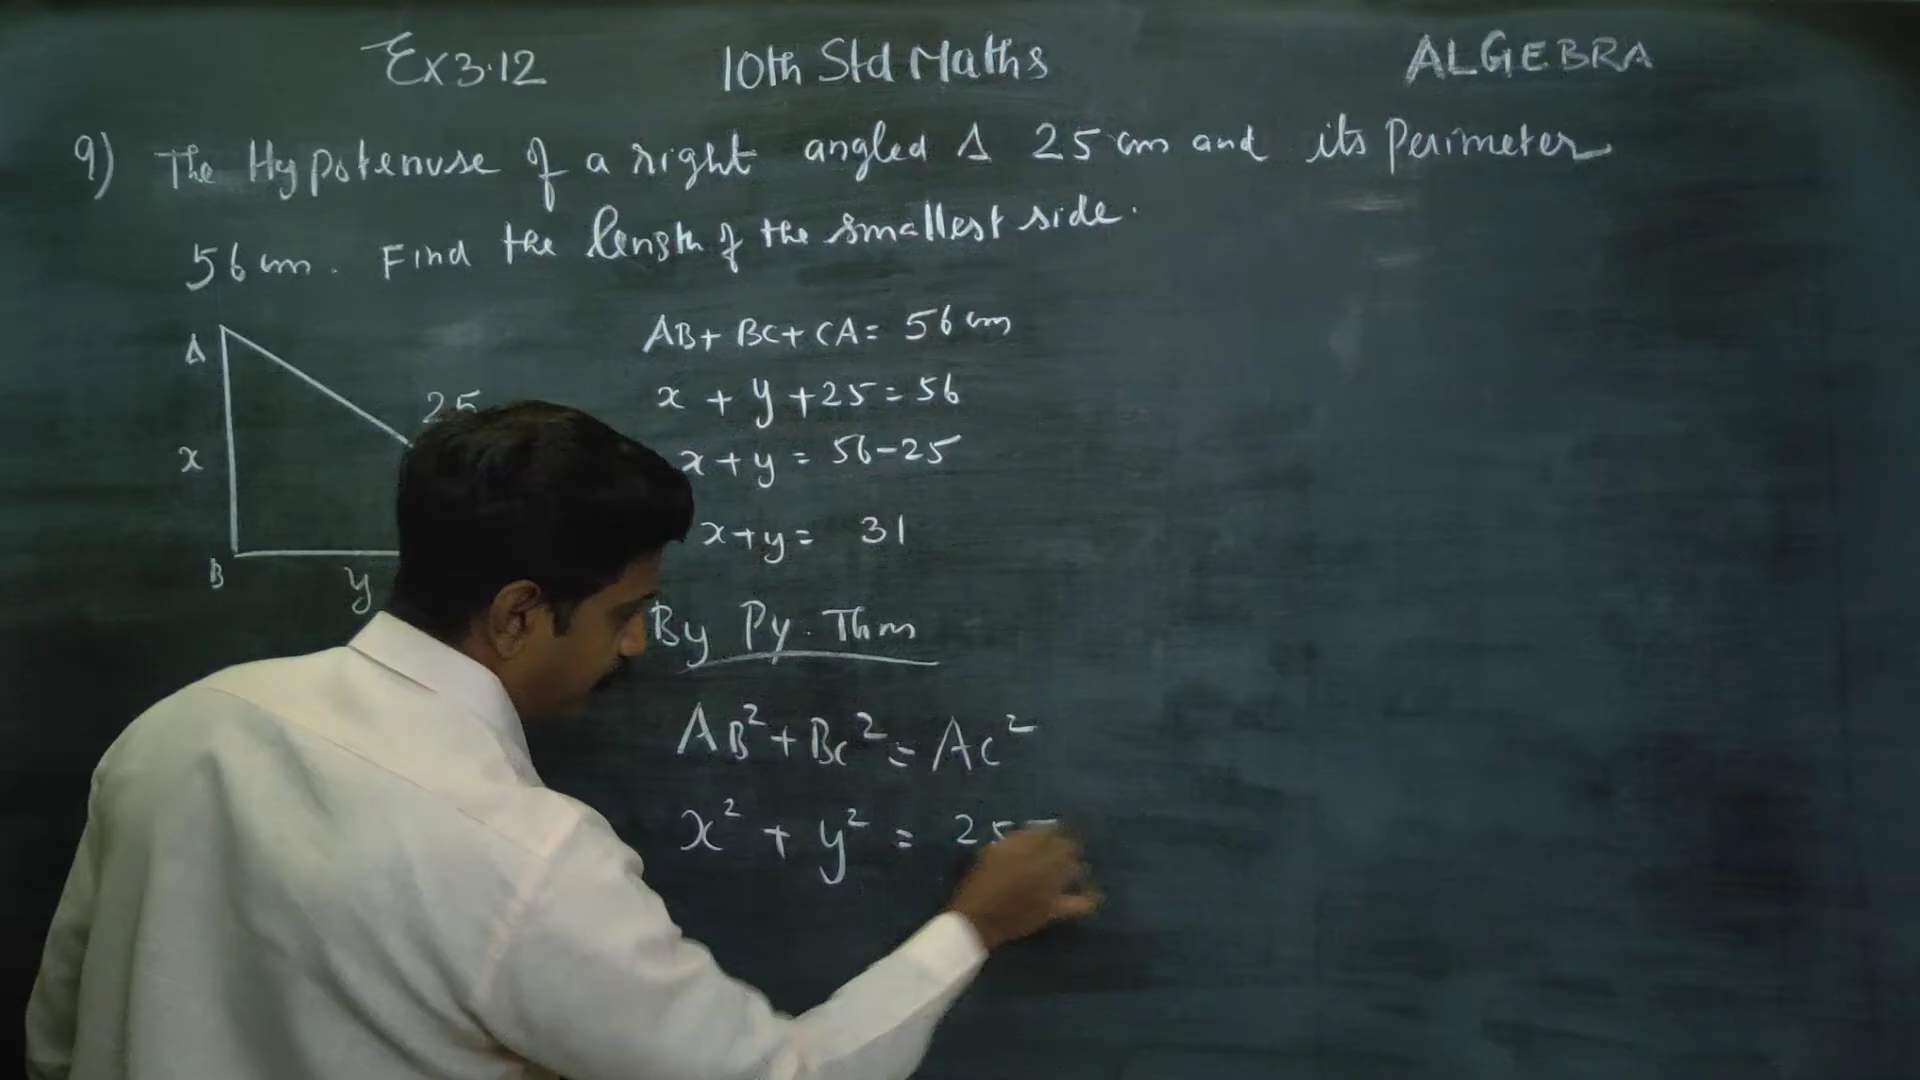 Ex 3.12 10th Std Maths ALGEBRA
9) The Hypotenuse of a right angled Δ 25 cm and its Perimeter
56 cm. Find the length of the smallest side.
AB + BC + CA = 56 cm
A
25
x + y + 25 = 56
x
x + y = 56 - 25
x + y = 31
B
y
By Py. Thm
AB² + BC² = AC²
x² + y² = 25